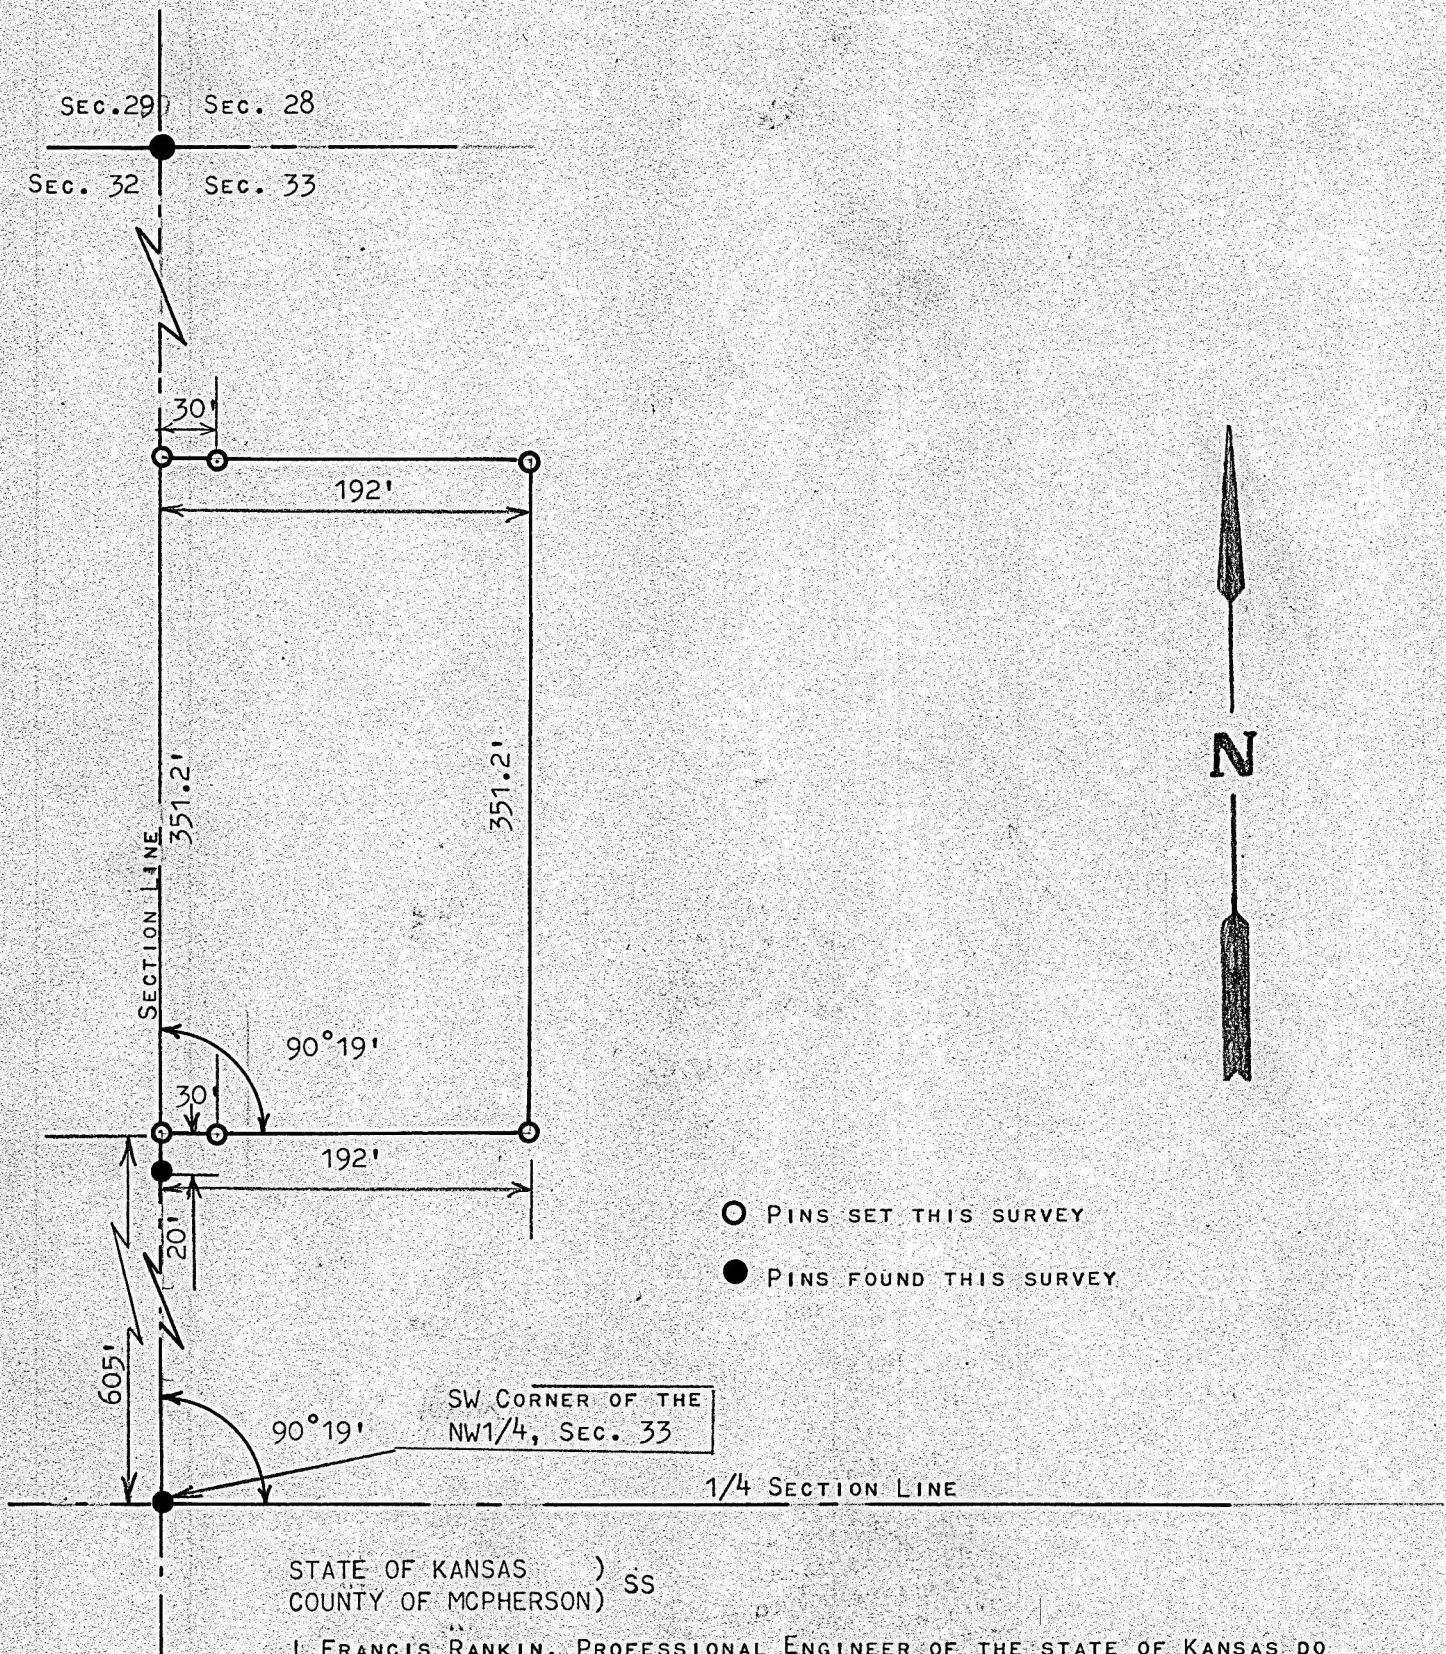 SEC.29 SEC. 28
SEC. 32 SEC. 33
30'
192'
351.2'
351.2'
SECTION LINE
N
90°19'
30'
192'
20'
605'
O PINS SET THIS SURVEY
● PINS FOUND THIS SURVEY
SW CORNER OF THE
NW1/4, SEC. 33
90°19'
1/4 SECTION LINE
STATE OF KANSAS )
COUNTY OF MCPHERSON) SS
I FRANCIS RANKIN, PROFESSIONAL ENGINEER OF THE STATE OF KANSAS DO